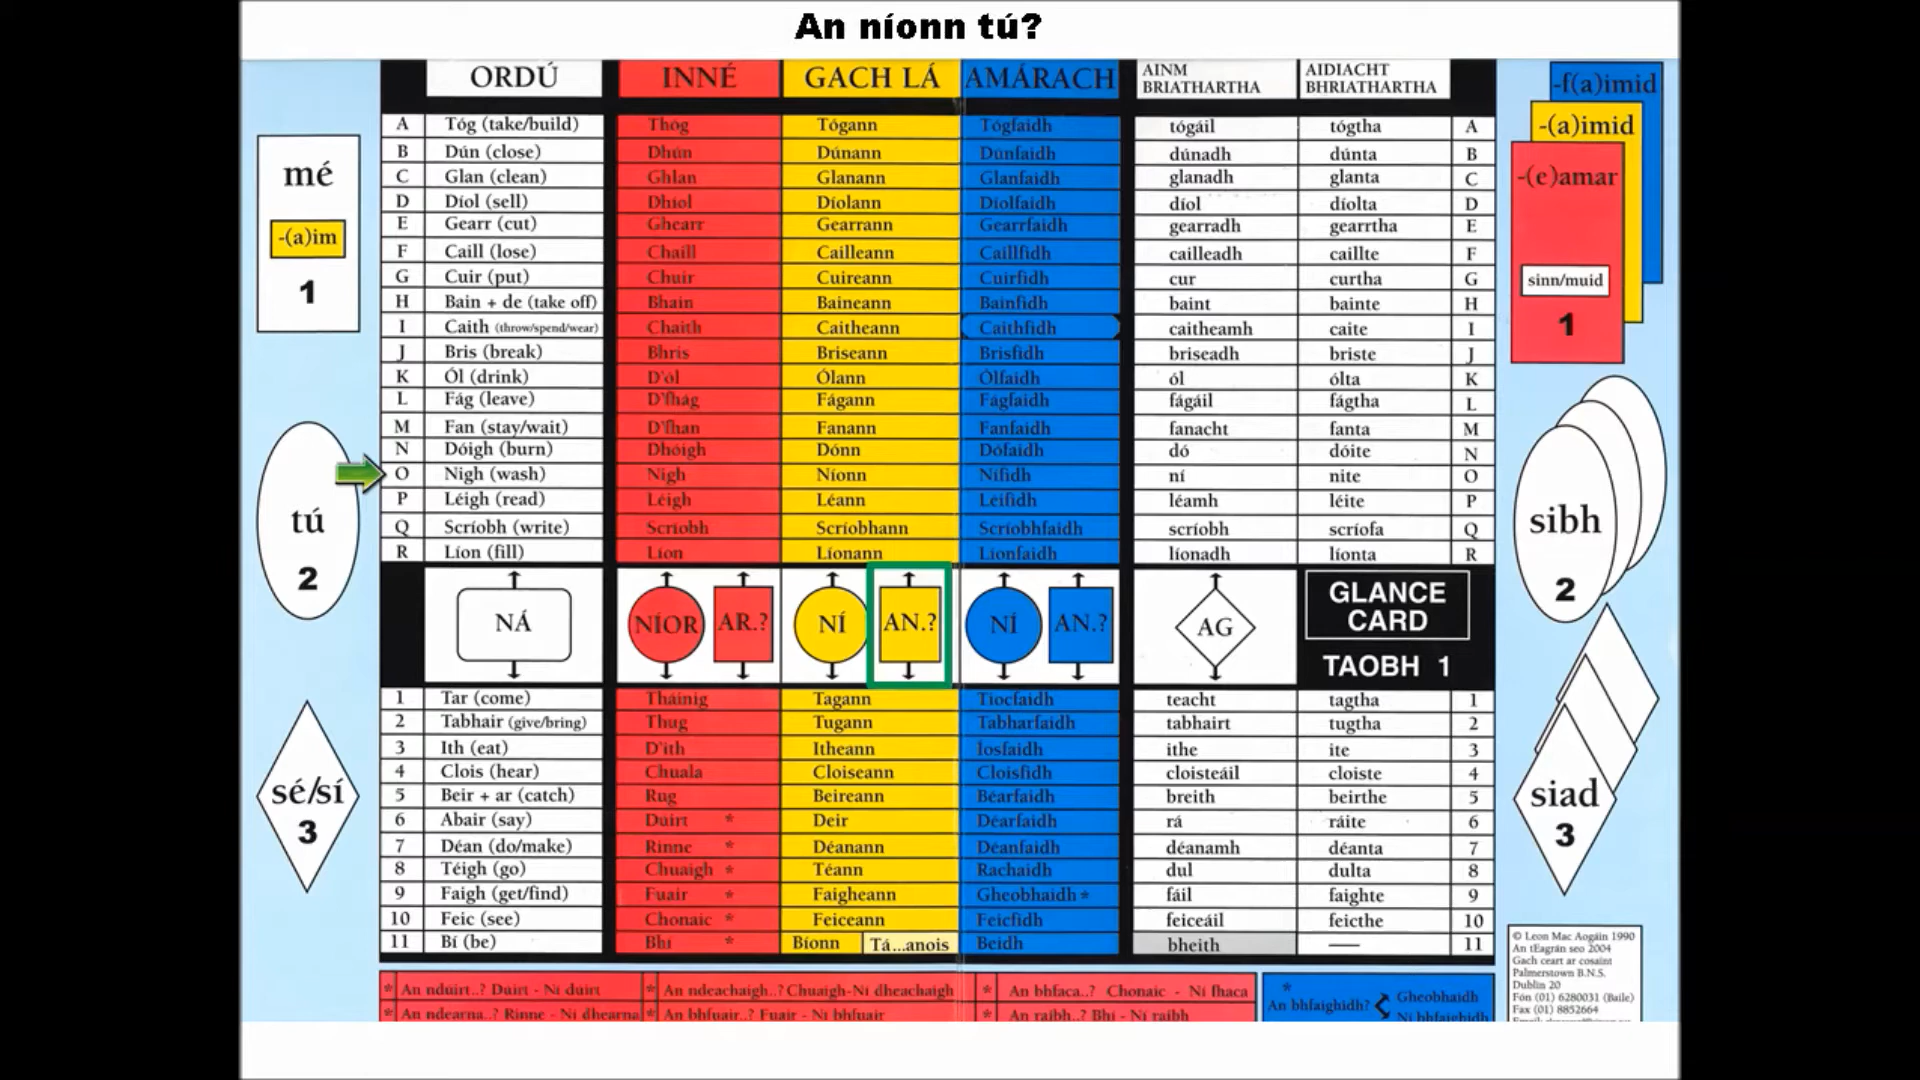 An níonn tú?
ORDÚ INNÉ GACH LÁ AMÁRACH AINM BRIATHARTHA AIDIACHT BHRIATHARTHA
A Tóg (take/build) Thóg Tógann Tógfaidh tógáil tógtha A
B Dún (close) Dhún Dúnann Dúnfaidh dúnadh dúnta B
C Glan (clean) Ghlan Glanann Glanfaidh glanadh glanta C
D Díol (sell) Dhíol Díolann Díolfaidh díol díolta D
E Gearr (cut) Ghearr Gearrann Gearrfaidh gearradh gearrtha E
F Caill (lose) Chaill Cailleann Caillfidh cailleadh caillte F
G Cuir (put) Chuir Cuireann Cuirfidh cur curtha G
H Bain + de (take off) Bhain Baineann Bainfidh baint bainte H
I Caith (throw/spend/wear) Chaith Caitheann Caithfidh caitheamh caite I
J Bris (break) Bhris Briseann Brisfidh briseadh briste J
K Ól (drink) D'ól Ólann Ólfaidh ól ólta K
L Fág (leave) D'fhág Fágann Fágfaidh fágáil fágtha L
M Fan (stay/wait) D'fhan Fanann Fanfaidh fanacht fanta M
N Dóigh (burn) Dhóigh Dónn Dófaidh dó dóite N
O Nigh (wash) Nigh Níonn Nífidh ní nite O
P Léigh (read) Léigh Léann Léifidh léamh léite P
Q Scríobh (write) Scríobh Scríobhann Scríobhfaidh scríobh scríofa Q
R Líon (fill) Líon Líonann Líonfaidh líonadh líonta R
NÁ NÍOR AR.? NÍ AN.? NÍ AN.? AG GLANCE CARD TAOBH 1
1 Tar (come) Tháinig Tagann Tiocfaidh teacht tagtha 1
2 Tabhair (give/bring) Thug Tugann Tabharfaidh tabhairt tugtha 2
3 Ith (eat) D'ith Itheann Íosfaidh ithe ite 3
4 Clois (hear) Chuala Cloiseann Cloisfidh cloisteáil cloiste 4
5 Beir + ar (catch) Rug Beireann Béarfaidh breith beirthe 5
6 Abair (say) Dúirt * Deir Déarfaidh rá ráite 6
7 Déan (do/make) Rinne * Déanann Déanfaidh déanamh déanta 7
8 Téigh (go) Chuaigh * Téann Rachaidh dul dulta 8
9 Faigh (get/find) Fuair * Faigheann Gheobhaidh * fáil faighte 9
10 Feic (see) Chonaic * Feiceann Feicfidh feiceáil feicthe 10
11 Bí (be) Bhí * Bíonn Tá...anois Beidh bheith — 11
* An ndúirt..? Dúirt - Ní dúirt * An ndeachaigh..? Chuaigh-Ní dheachaigh * An bhfaca..? Chonaic - Ní fhaca
* An ndearna..? Rinne - Ní dhearna * An bhfuair..? Fuair - Ní bhfuair * An raibh..? Bhí - Ní raibh
*
An bhfaighidh? Gheobhaidh
Ní bhfaighidh
mé
-(a)im
1
tú
2
sé/sí
3
-f(a)imid
-(a)imid
-(e)amar
sinn/muid
1
sibh
2
siad
3
© Leon Mac Aogáin 1990
An tEagrán seo 2004
Gach ceart ar cosaint
Palmerstown B.N.S.
Dublin 20
Fón (01) 6280031 (Baile)
Fax (01) 8852664